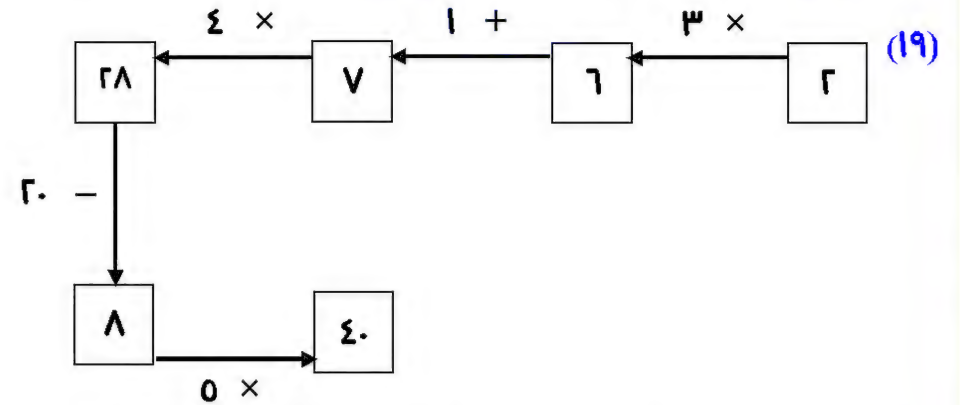 (١٩)
× ٣ + ١ × ٤
٢ ٦ ٧ ٢٨
− ٢٠
٨ ٤٠
× ٥